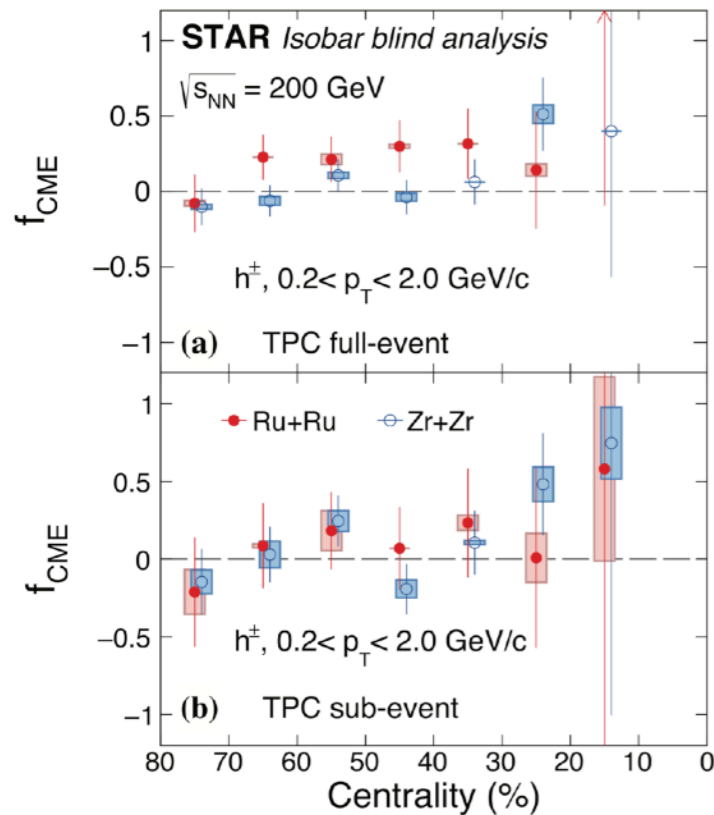 STAR Isobar blind analysis
√sNN = 200 GeV
fCME
1
0.5
0
−0.5
−1
h±, 0.2< pT< 2.0 GeV/c
(a) TPC full-event
fCME
1
0.5
0
−0.5
−1
Ru+Ru Zr+Zr
h±, 0.2< pT< 2.0 GeV/c
(b) TPC sub-event
80 70 60 50 40 30 20 10 0
Centrality (%)